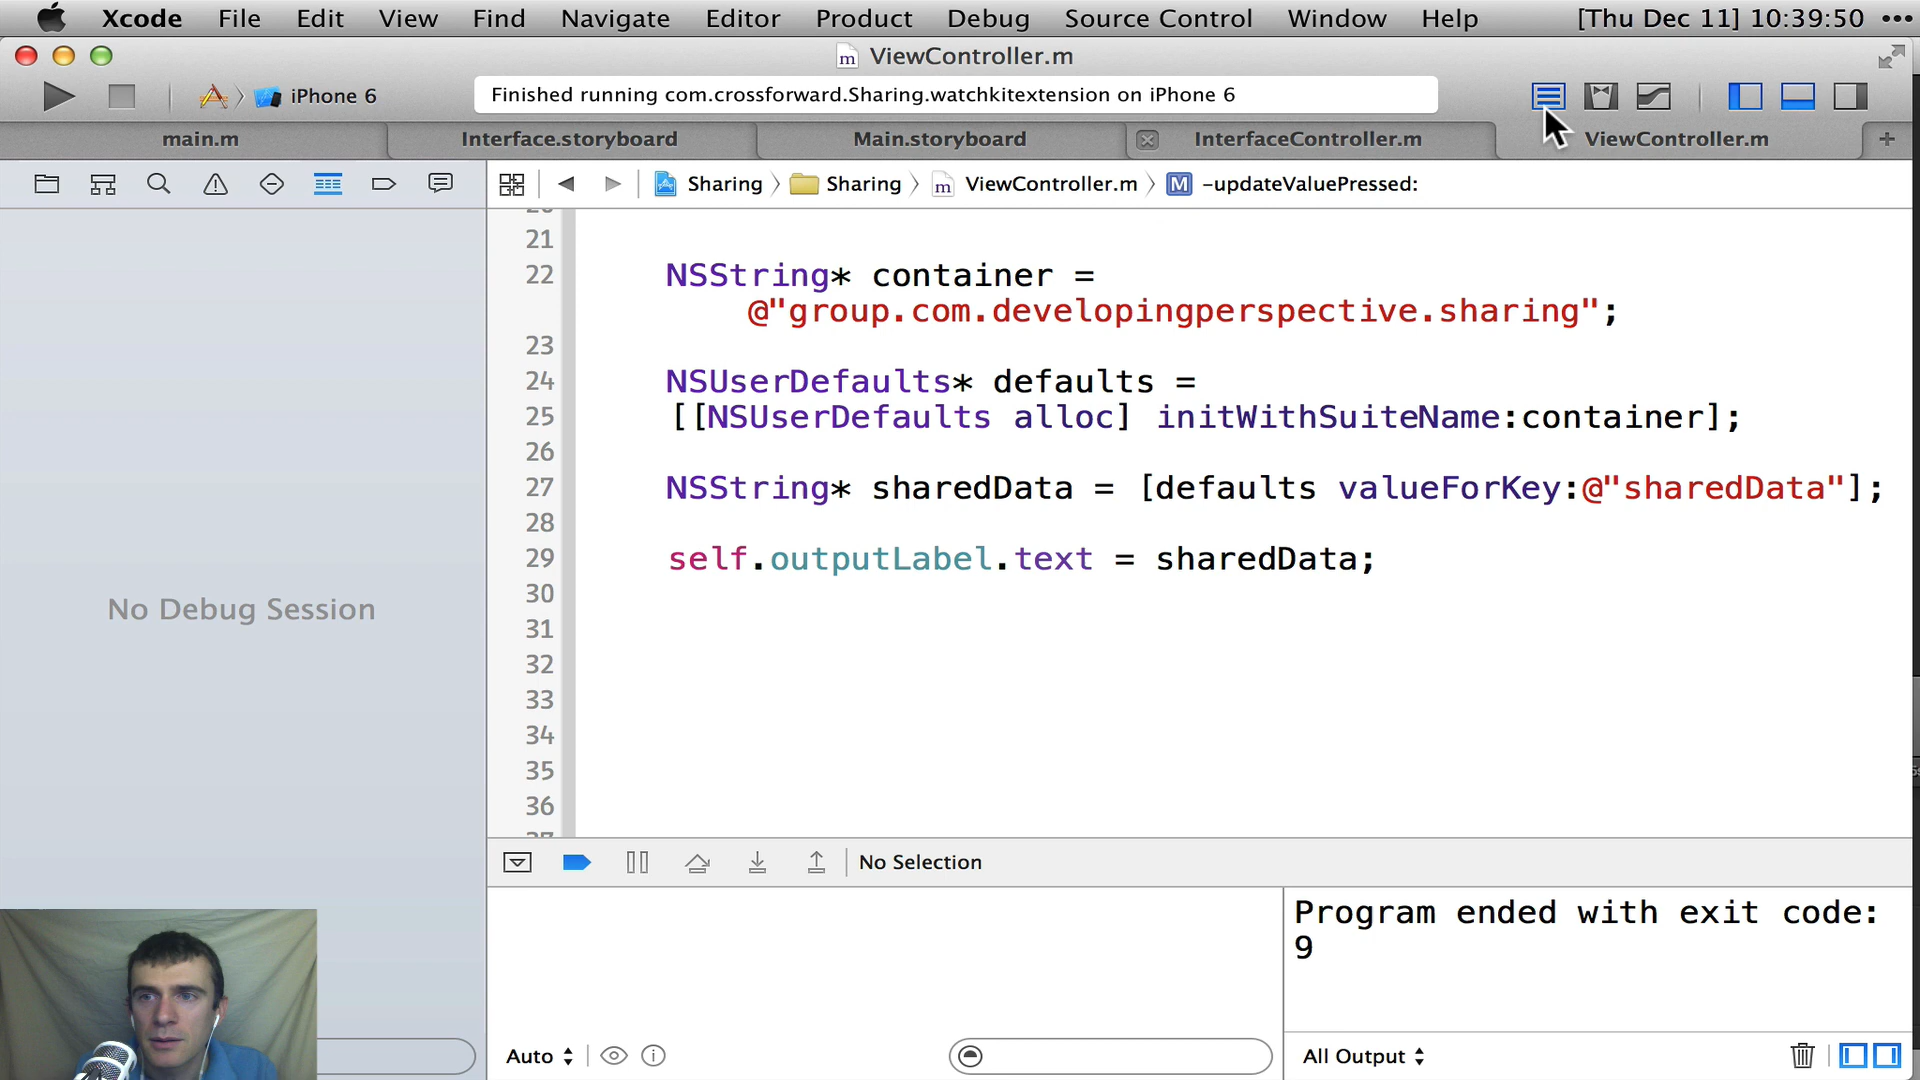 Xcode File Edit View Find Navigate Editor Product Debug Source Control Window Help [Thu Dec 11] 10:39:50 •••
ViewController.m
iPhone 6
Finished running com.crossforward.Sharing.watchkitextension on iPhone 6
main.m Interface.storyboard Main.storyboard InterfaceController.m ViewController.m
Sharing Sharing ViewController.m M -updateValuePressed:
21
22 NSString* container =
@"group.com.developingperspective.sharing";
23
24 NSUserDefaults* defaults =
25 [[NSUserDefaults alloc] initWithSuiteName:container];
26
27 NSString* sharedData = [defaults valueForKey:@"sharedData"];
28
29 self.outputLabel.text = sharedData;
30
31
32
33
34
35
36
No Debug Session
No Selection
Program ended with exit code:
9
Auto
All Output